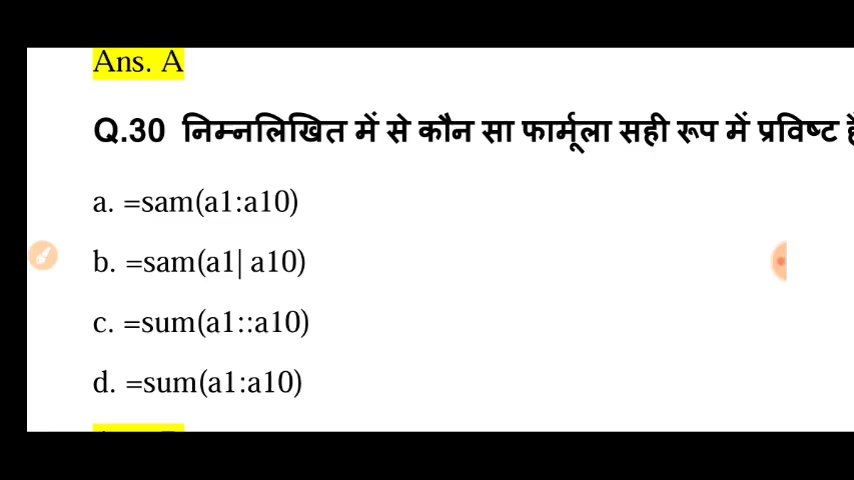 Ans. A
Q.30 निम्नलिखित में से कौन सा फार्मूला सही रूप में प्रविष्ट
a. =sam(a1:a10)
b. =sam(a1| a10)
c. =sum(a1::a10)
d. =sum(a1:a10)